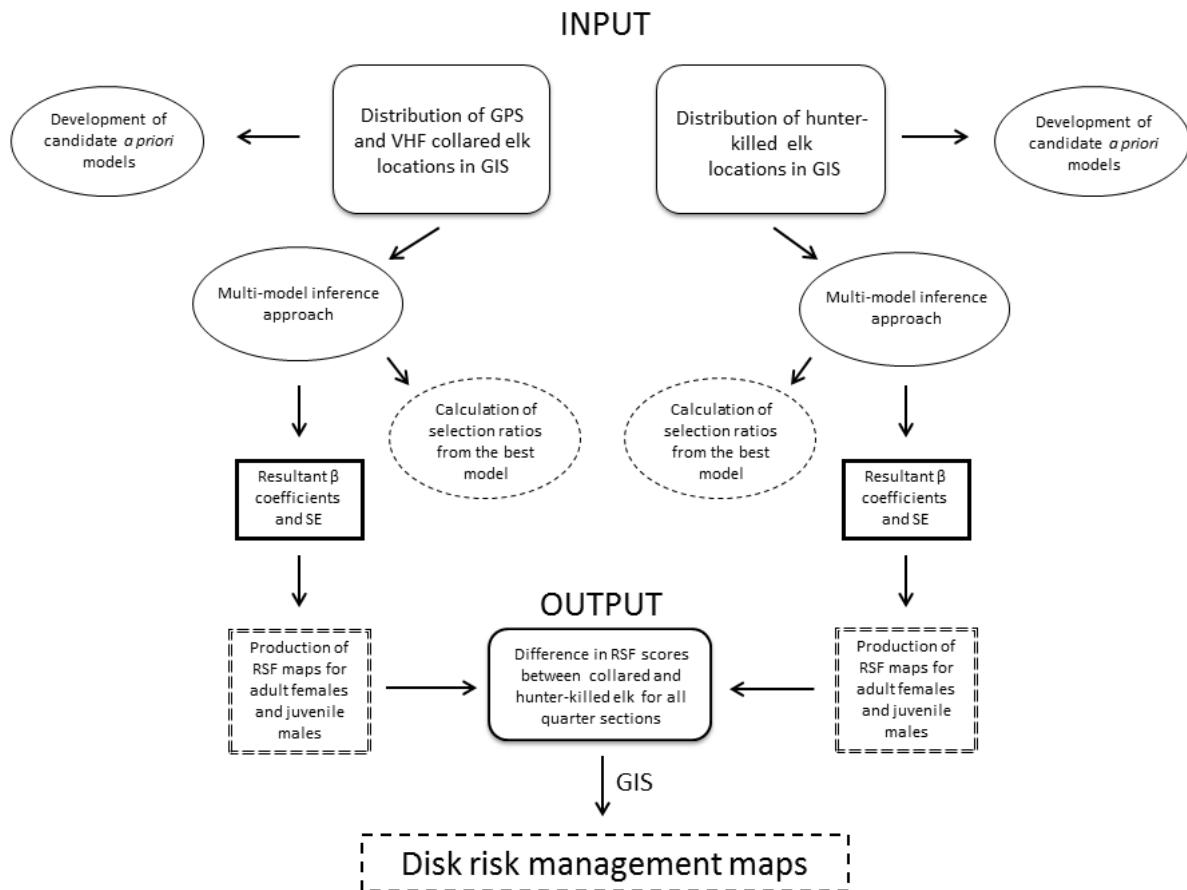 INPUT
Development of
candidate a priori
models
Distribution of GPS
and VHF collared elk
locations in GIS
Distribution of hunter-
killed elk
locations in GIS
Development of
candidate a priori
models
Multi-model inference
approach
Multi-model inference
approach
Calculation of
selection ratios
from the best
model
Calculation of
selection ratios
from the best
model
Resultant β
coefficients
and SE
Resultant β
coefficients
and SE
OUTPUT
Production of
RSF maps for
adult females
and juvenile
males
Difference in RSF scores
between collared and
hunter-killed elk for all
quarter sections
Production of
RSF maps for
adult females
and juvenile
males
GIS
Disk risk management maps